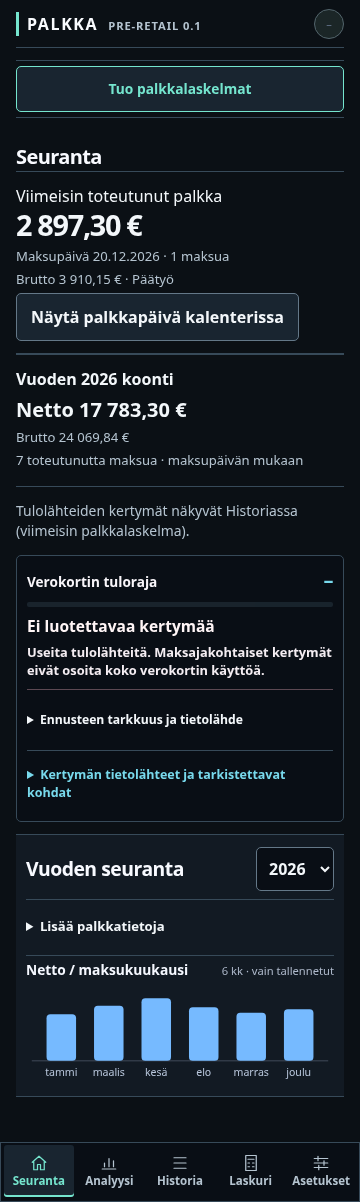 PALKKA PRE-RETAIL 0.1
Tuo palkkalaskelmat
Seuranta
Viimeisin toteutunut palkka
2 897,30 €
Maksupäivä 20.12.2026 · 1 maksua
Brutto 3 910,15 € · Päätyö
Näytä palkkapäivä kalenterissa
Vuoden 2026 koonti
Netto 17 783,30 €
Brutto 24 069,84 €
7 toteutunutta maksua · maksupäivän mukaan
Tulolähteiden kertymät näkyvät Historiassa
(viimeisin palkkalaskelma).
Verokortin tuloraja
Ei luotettavaa kertymää
Useita tulolähteitä. Maksajakohtaiset kertymät
eivät osoita koko verokortin käyttöä.
Ennusteen tarkkuus ja tietolähde
Kertymän tietolähteet ja tarkistettavat
kohdat
Vuoden seuranta 2026
Lisää palkkatietoja
Netto / maksukuukausi 6 kk · vain tallennetut
tammi maalis kesä elo marras joulu
Seuranta Analyysi Historia Laskuri Asetukset